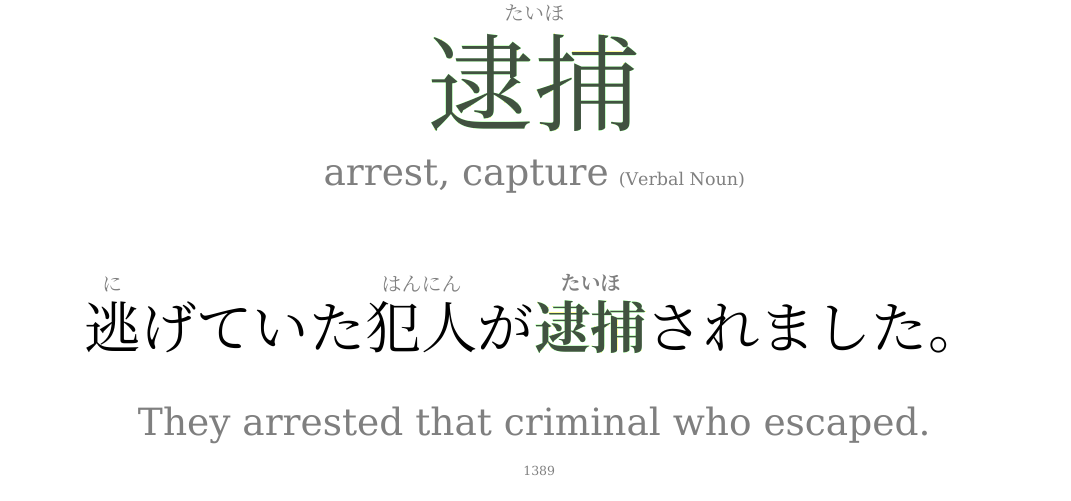 たいほ
逮捕
arrest, capture (Verbal Noun)
に はんにん たいほ
逃げていた犯人が逮捕されました。
They arrested that criminal who escaped.
1389